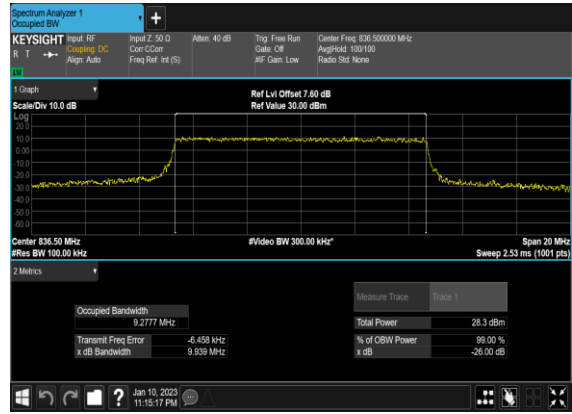 Spectrum Analyzer 1
Occupied BW
+
KEYSIGHT Input: RF Input Z: 50 Ω Atten: 40 dB Trig: Free Run Center Freq: 836.500000 MHz
R T Coupling: DC Corr CCorr Gate: Off Avg|Hold: 100/100
Align: Auto Freq Ref: Int (S) #IF Gain: Low Radio Std: None
LW
1 Graph
Ref Lvl Offset 7.60 dB
Scale/Div 10.0 dB Ref Value 30.00 dBm
Log
20.0
10.0
0.00
-10.0
-20.0
-30.0
-40.0
-50.0
-60.0
Center 836.50 MHz #Video BW 300.00 kHz* Span 20 MHz
#Res BW 100.00 kHz Sweep 2.53 ms (1001 pts)
2 Metrics
Measure Trace Trace 1
Occupied Bandwidth
9.2777 MHz Total Power 28.3 dBm
Transmit Freq Error -6.458 kHz % of OBW Power 99.00 %
x dB Bandwidth 9.939 MHz x dB -26.00 dB
? Jan 10, 2023
11:15:17 PM